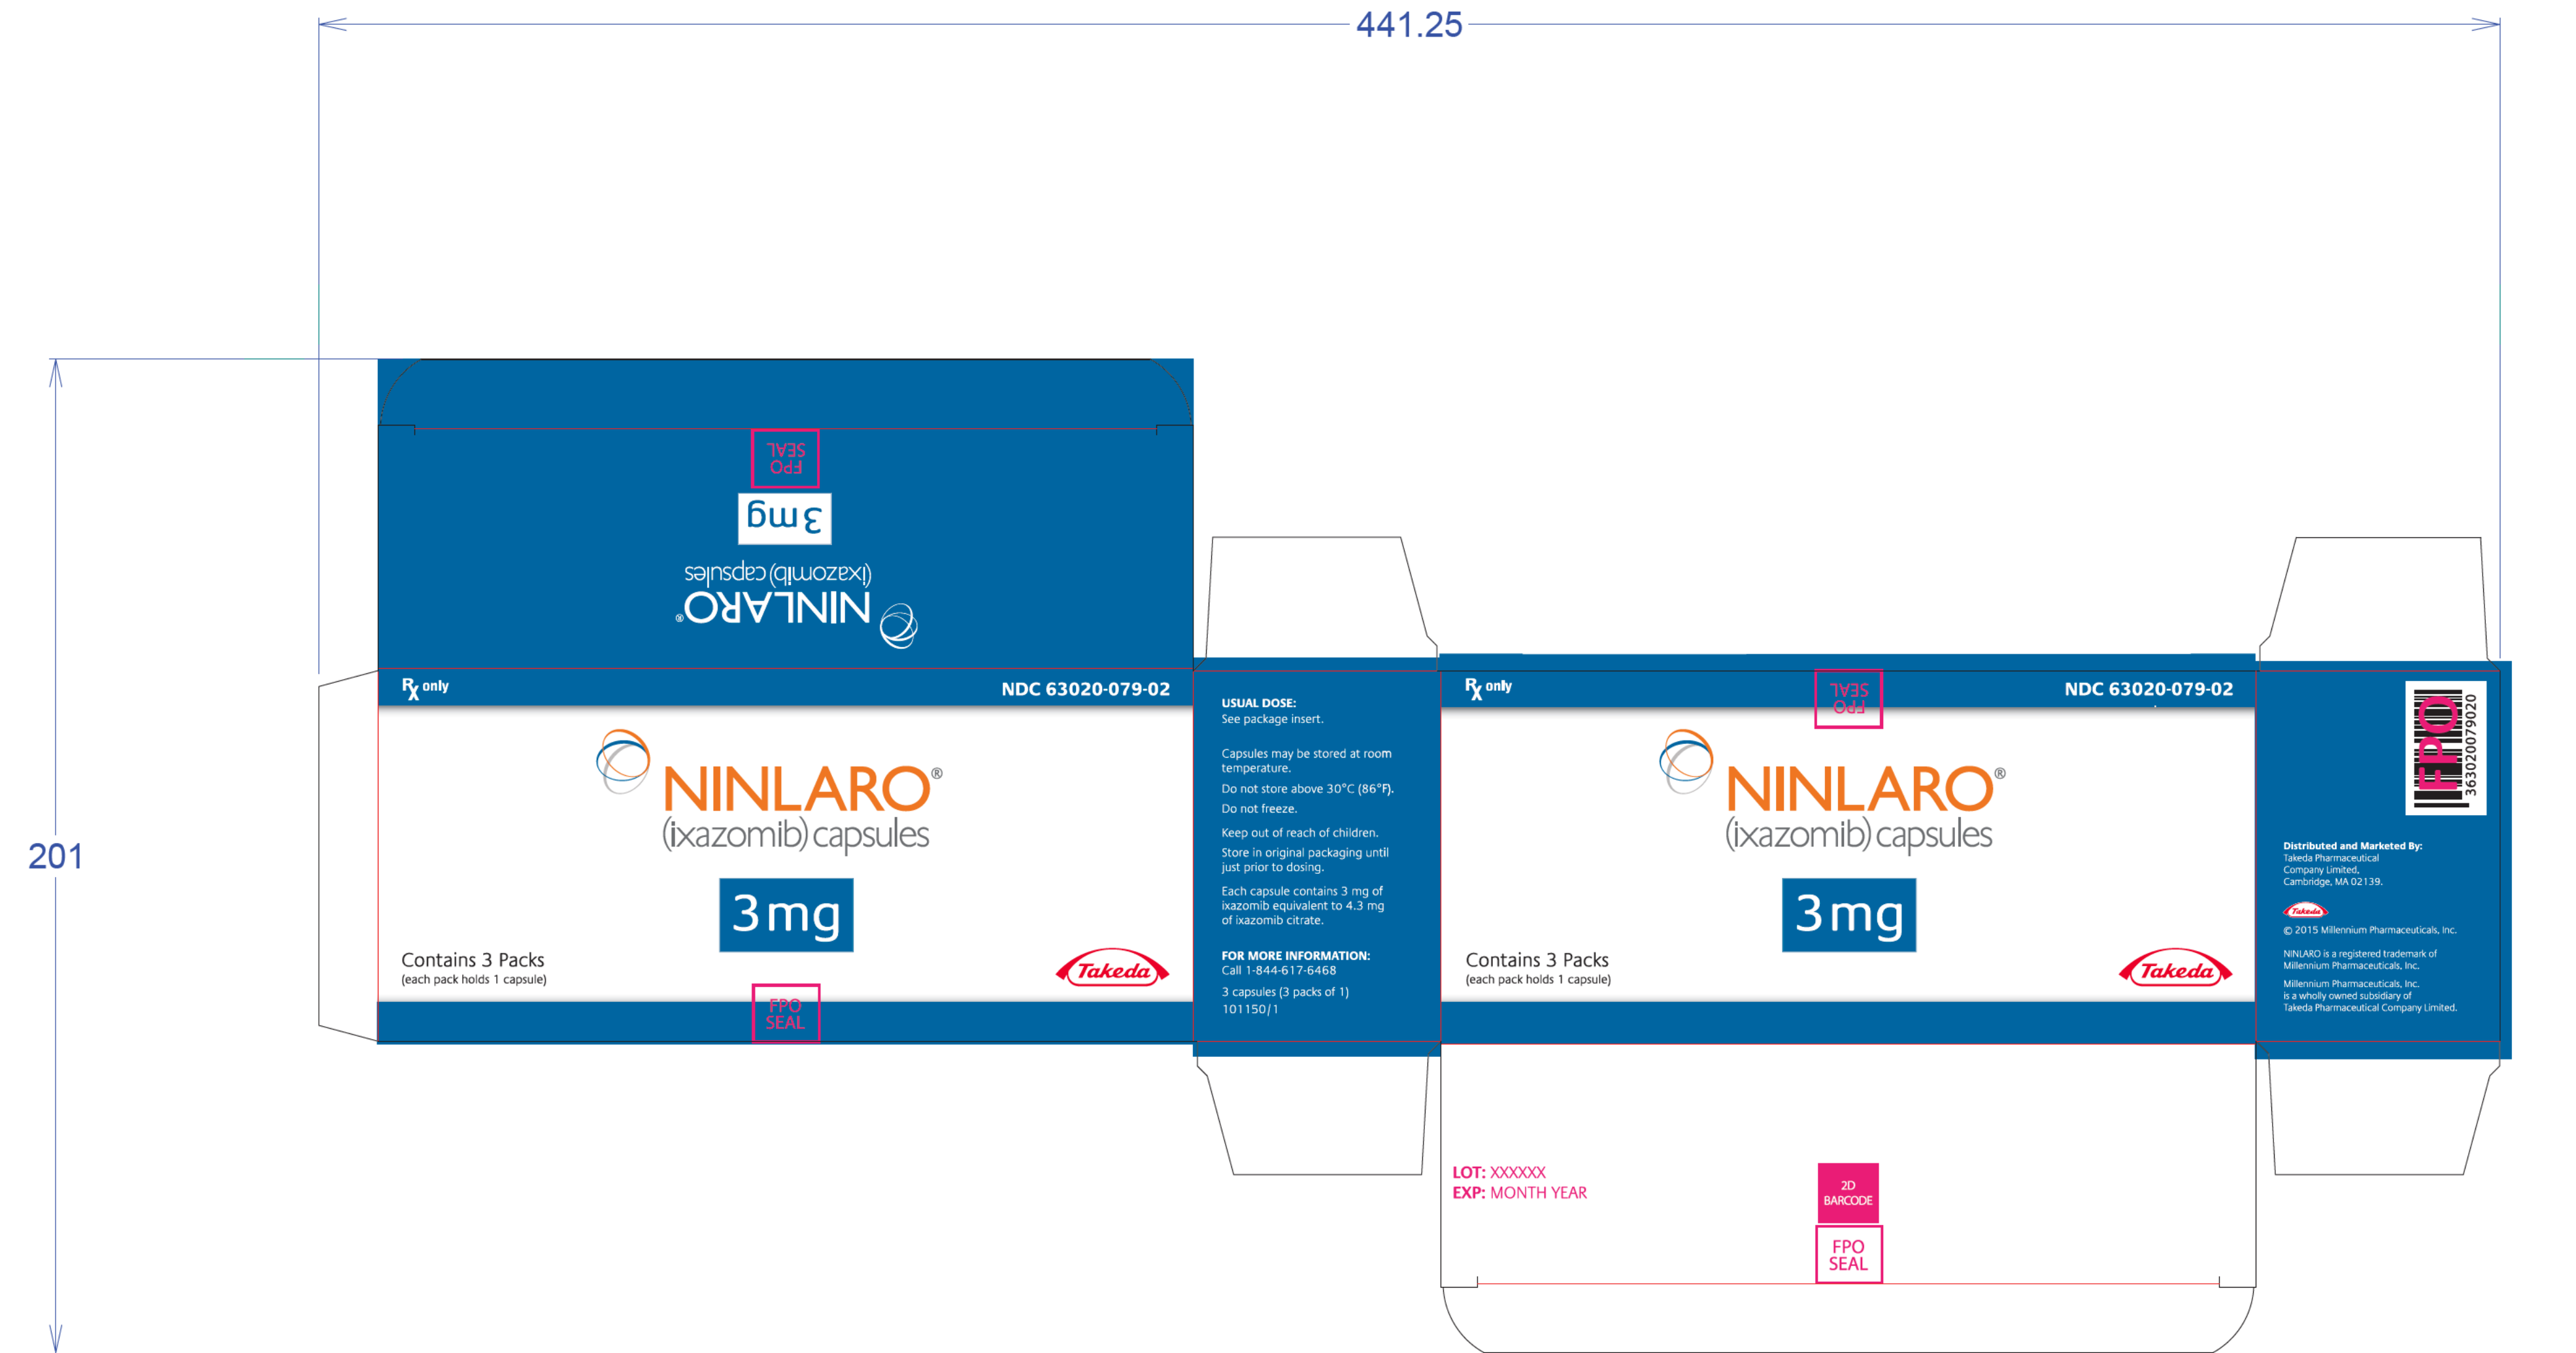 441.25
201
FPO
SEAL
3 mg
(ixazomib) capsules
NINLARO®
Rx only
NDC 63020-079-02
NINLARO®
(ixazomib) capsules
3 mg
Contains 3 Packs
(each pack holds 1 capsule)
Takeda
FPO
SEAL
USUAL DOSE:
See package insert.
Capsules may be stored at room
temperature.
Do not store above 30°C (86°F).
Do not freeze.
Keep out of reach of children.
Store in original packaging until
just prior to dosing.
Each capsule contains 3 mg of
ixazomib equivalent to 4.3 mg
of ixazomib citrate.
FOR MORE INFORMATION:
Call 1-844-617-6468
3 capsules (3 packs of 1)
101150/1
Rx only
FPO
SEAL
NDC 63020-079-02
NINLARO®
(ixazomib) capsules
3 mg
Contains 3 Packs
(each pack holds 1 capsule)
Takeda
FPO
363020079020
Distributed and Marketed By:
Takeda Pharmaceutical
Company Limited,
Cambridge, MA 02139.
Takeda
© 2015 Millennium Pharmaceuticals, Inc.
NINLARO is a registered trademark of
Millennium Pharmaceuticals, Inc.
Millennium Pharmaceuticals, Inc.
is a wholly owned subsidiary of
Takeda Pharmaceutical Company Limited.
LOT: XXXXXX
EXP: MONTH YEAR
2D
BARCODE
FPO
SEAL